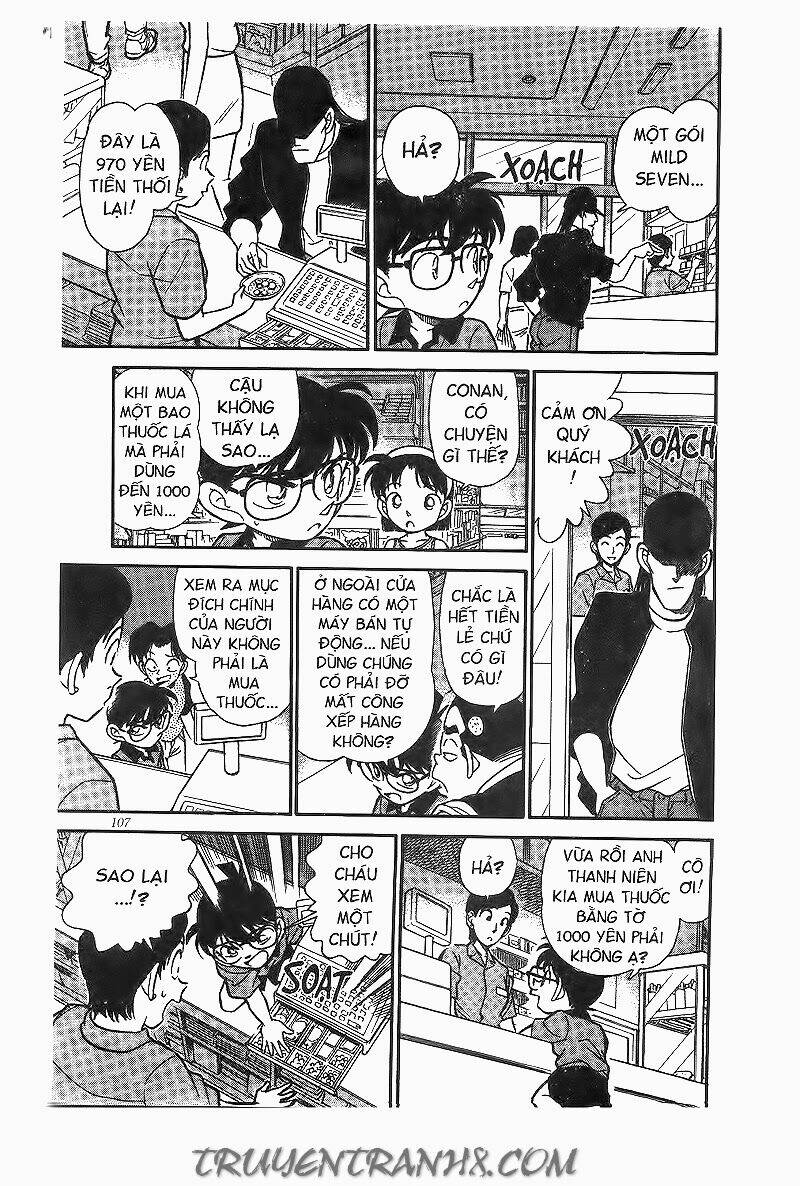 MỘT GÓI
MILD
SEVEN...
XOẠCH
HẢ?
ĐÂY LÀ
970 YÊN
TIỀN THỐI
LẠI!
CẢM ƠN
QUÝ
KHÁCH
!
XOẠCH
CONAN,
CÓ
CHUYỆN
GÌ THẾ?
CẬU
KHÔNG
THẤY LẠ
SAO...
KHI MUA
MỘT BAO
THUỐC LÁ
MÀ PHẢI
DÙNG
ĐẾN 1000
YÊN...
CHẮC LÀ
HẾT TIỀN
LẺ CHỨ
CÓ GÌ
ĐÂU!
Ở NGOÀI CỬA
HÀNG CÓ MỘT
MÁY BÁN TỰ
ĐỘNG... NẾU
DÙNG CHÚNG
CÓ PHẢI ĐỠ
MẤT CÔNG
XẾP HÀNG
KHÔNG?
XEM RA MỤC
ĐÍCH CHÍNH
CỦA NGƯỜI
NÀY KHÔNG
PHẢI LÀ
MUA
THUỐC...
107
CÔ
ƠI!
VỪA RỒI ANH
THANH NIÊN
KIA MUA THUỐC
BẰNG TỜ
1000 YÊN PHẢI
KHÔNG Ạ?
HẢ?
CHO
CHÁU
XEM
MỘT
CHÚT!
SOẠT
SAO LẠI
...!?
TRUYENTRANH8.COM